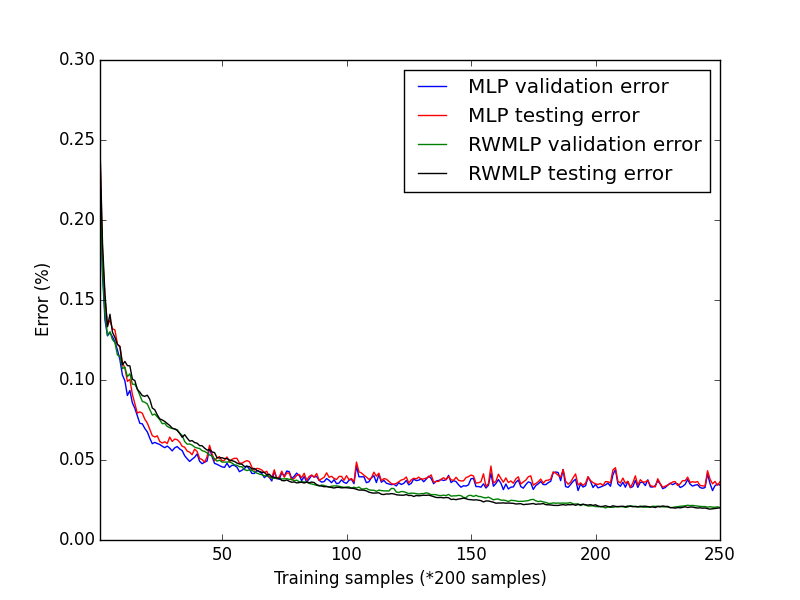 0.30
0.25
0.20
0.15
0.10
0.05
0.00
Error (%)
MLP validation error
MLP testing error
RWMLP validation error
RWMLP testing error
50 100 150 200 250
Training samples (*200 samples)